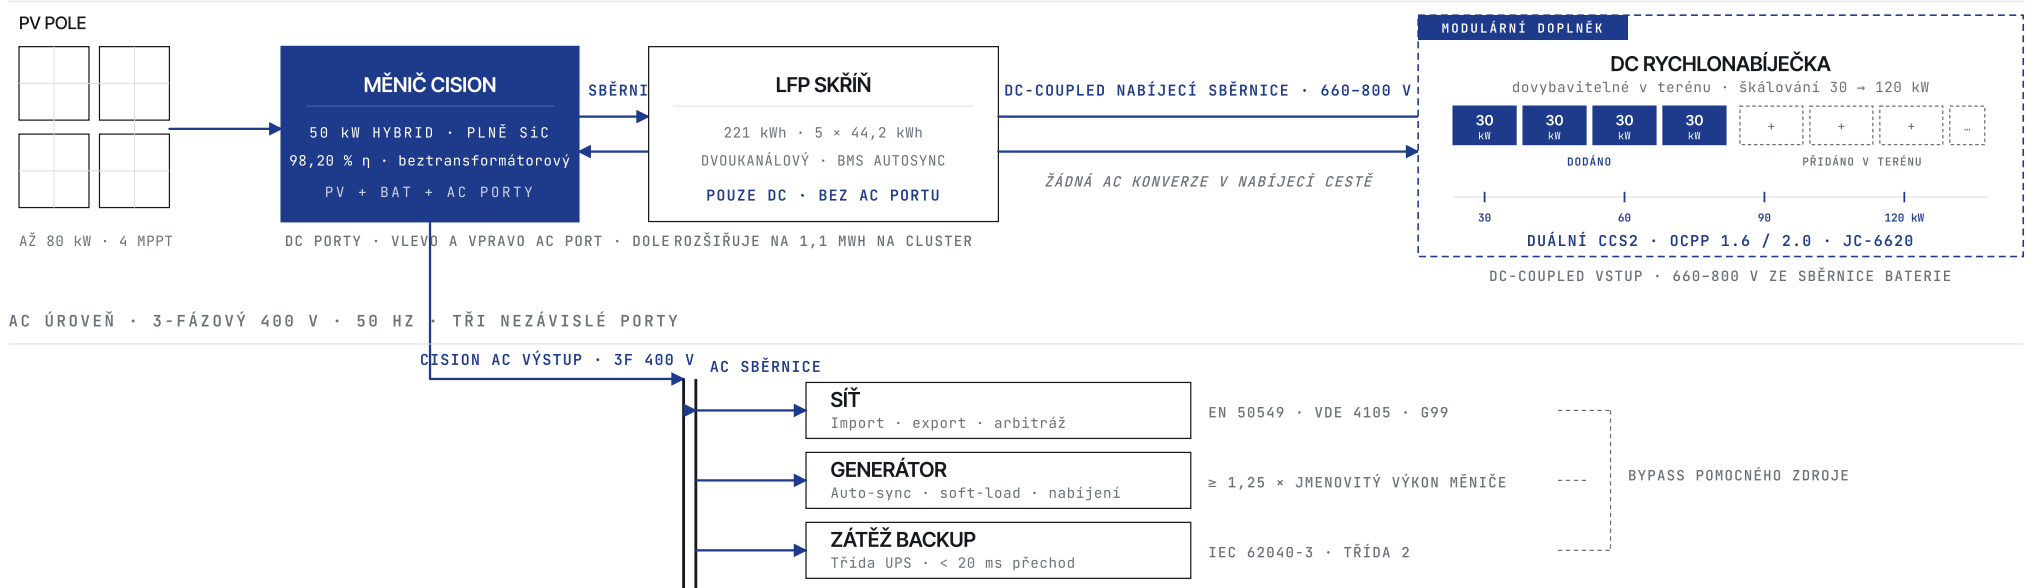 PV POLE
AŽ 80 kW · 4 MPPT
MĚNIČ CISION
50 kW HYBRID · PLNĚ SiC
98,20 % η · beztransformátorový
PV + BAT + AC PORTY
DC PORTY · VLEVO A VPRAVO AC PORT · DOLE
SBĚRNI
LFP SKŘÍŇ
221 kWh · 5 × 44,2 kWh
DVOUKANÁLOVÝ · BMS AUTOSYNC
POUZE DC · BEZ AC PORTU
ROZŠIŘUJE NA 1,1 MWH NA CLUSTER
DC-COUPLED NABÍJECÍ SBĚRNICE · 660–800 V
ŽÁDNÁ AC KONVERZE V NABÍJECÍ CESTĚ
MODULÁRNÍ DOPLNĚK
DC RYCHLONABÍJEČKA
dovybavitelné v terénu · škálování 30 → 120 kW
30 kW
30 kW
30 kW
30 kW
+
+
+
…
DODÁNO
PŘIDÁNO V TERÉNU
30
60
90
120 kW
DUÁLNÍ CCS2 · OCPP 1.6 / 2.0 · JC-6620
DC-COUPLED VSTUP · 660–800 V ZE SBĚRNICE BATERIE
AC ÚROVEŇ · 3-FÁZOVÝ 400 V · 50 HZ · TŘI NEZÁVISLÉ PORTY
CISION AC VÝSTUP · 3F 400 V
AC SBĚRNICE
SÍŤ
Import · export · arbitráž
EN 50549 · VDE 4105 · G99
GENERÁTOR
Auto-sync · soft-load · nabíjení
≥ 1,25 × JMENOVITÝ VÝKON MĚNIČE
BYPASS POMOCNÉHO ZDROJE
ZÁTĚŽ BACKUP
Třída UPS · < 20 ms přechod
IEC 62040-3 · TŘÍDA 2